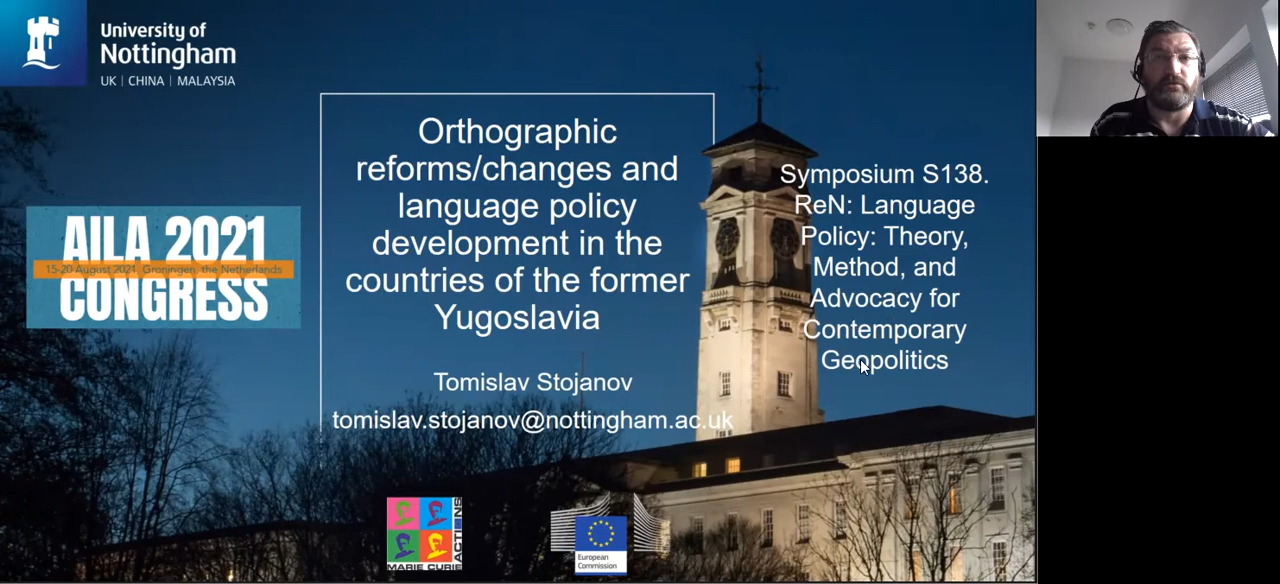 University of
Nottingham
UK | CHINA | MALAYSIA
AILA 2021
15-20 August 2021, Groningen, the Netherlands
CONGRESS
Orthographic
reforms/changes and
language policy
development in the
countries of the former
Yugoslavia
Tomislav Stojanov
tomislav.stojanov@nottingham.ac.uk
Symposium S138.
ReN: Language
Policy: Theory,
Method, and
Advocacy for
Contemporary
Geopolitics
MARIE CURIE
ACTIONS
European
Commission